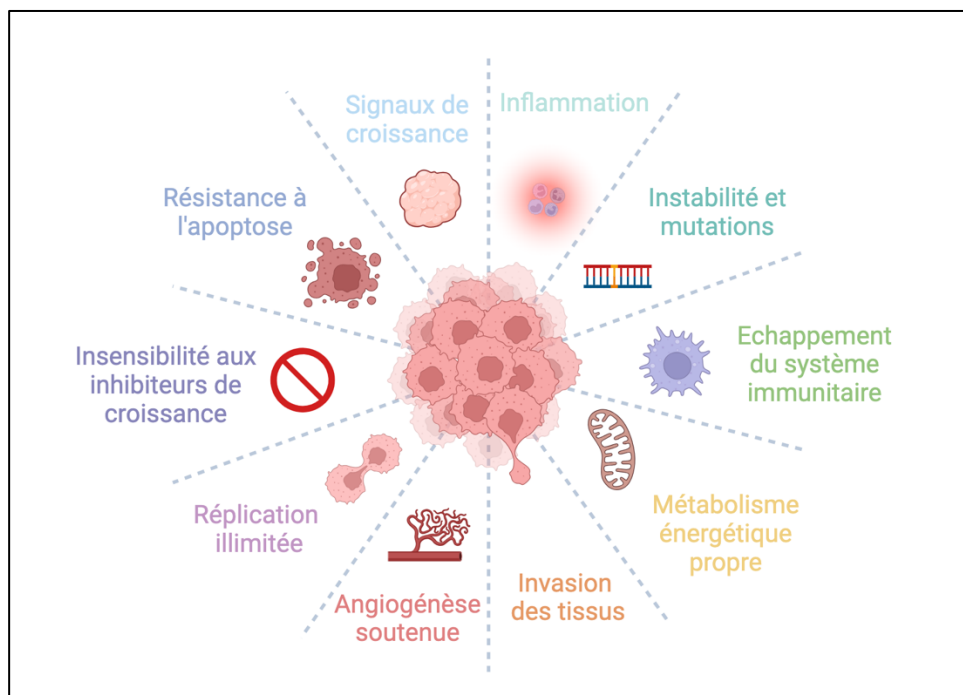 Signaux de
croissance
Inflammation
Résistance à
l'apoptose
Instabilité et
mutations
Insensibilité aux
inhibiteurs de
croissance
Echappement
du système
immunitaire
Réplication
illimitée
Métabolisme
énergétique
propre
Angiogénèse
soutenue
Invasion
des tissus